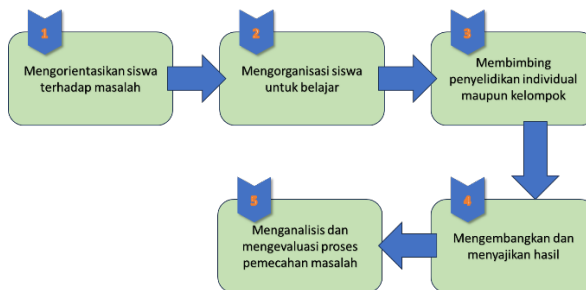 1
Mengorientasikan siswa
terhadap masalah
2
Mengorganisasi siswa
untuk belajar
3
Membimbing
penyelidikan individual
maupun kelompok
4
Mengembangkan dan
menyajikan hasil
5
Menganalisis dan
mengevaluasi proses
pemecahan masalah